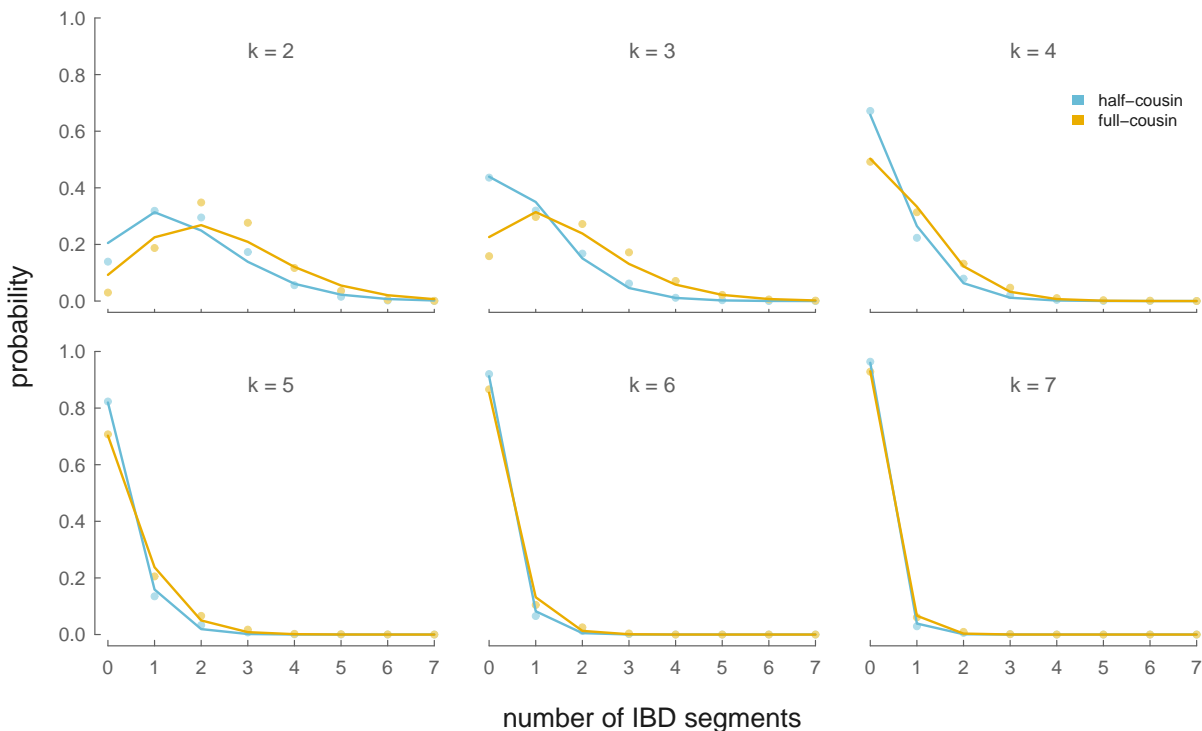 probability
1.0
0.8
0.6
0.4
0.2
0.0
k = 2
k = 3
k = 4
half−cousin
full−cousin
1.0
0.8
0.6
0.4
0.2
0.0
k = 5
k = 6
k = 7
0 1 2 3 4 5 6 7
0 1 2 3 4 5 6 7
0 1 2 3 4 5 6 7
number of IBD segments